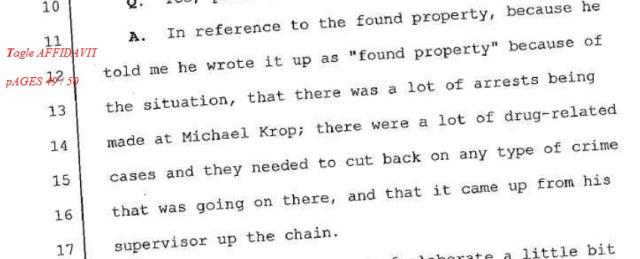 10 Q.
11 A. In reference to the found property, because he
Tagle AFFIDAVIT
12 told me he wrote it up as "found property" because of
pAGES 49 / 50
13 the situation, that there was a lot of arrests being
14 made at Michael Krop; there were a lot of drug-related
15 cases and they needed to cut back on any type of crime
16 that was going on there, and that it came up from his
17 supervisor up the chain.
a little bit